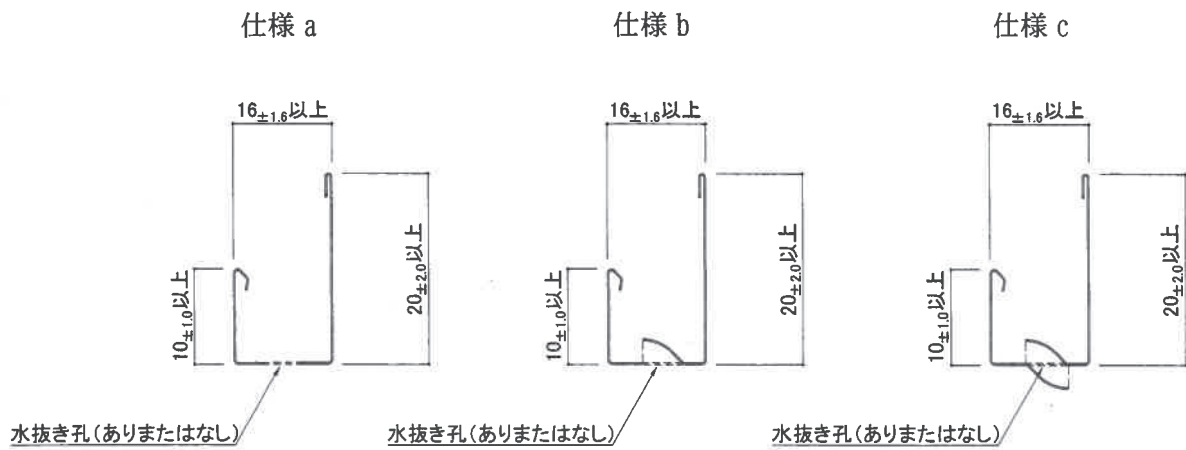 仕様 a
仕様 b
仕様 c
16±1.6以上
16±1.6以上
16±1.6以上
10±1.0以上
20±2.0以上
10±1.0以上
20±2.0以上
10±1.0以上
20±2.0以上
水抜き孔(ありまたはなし)
水抜き孔(ありまたはなし)
水抜き孔(ありまたはなし)